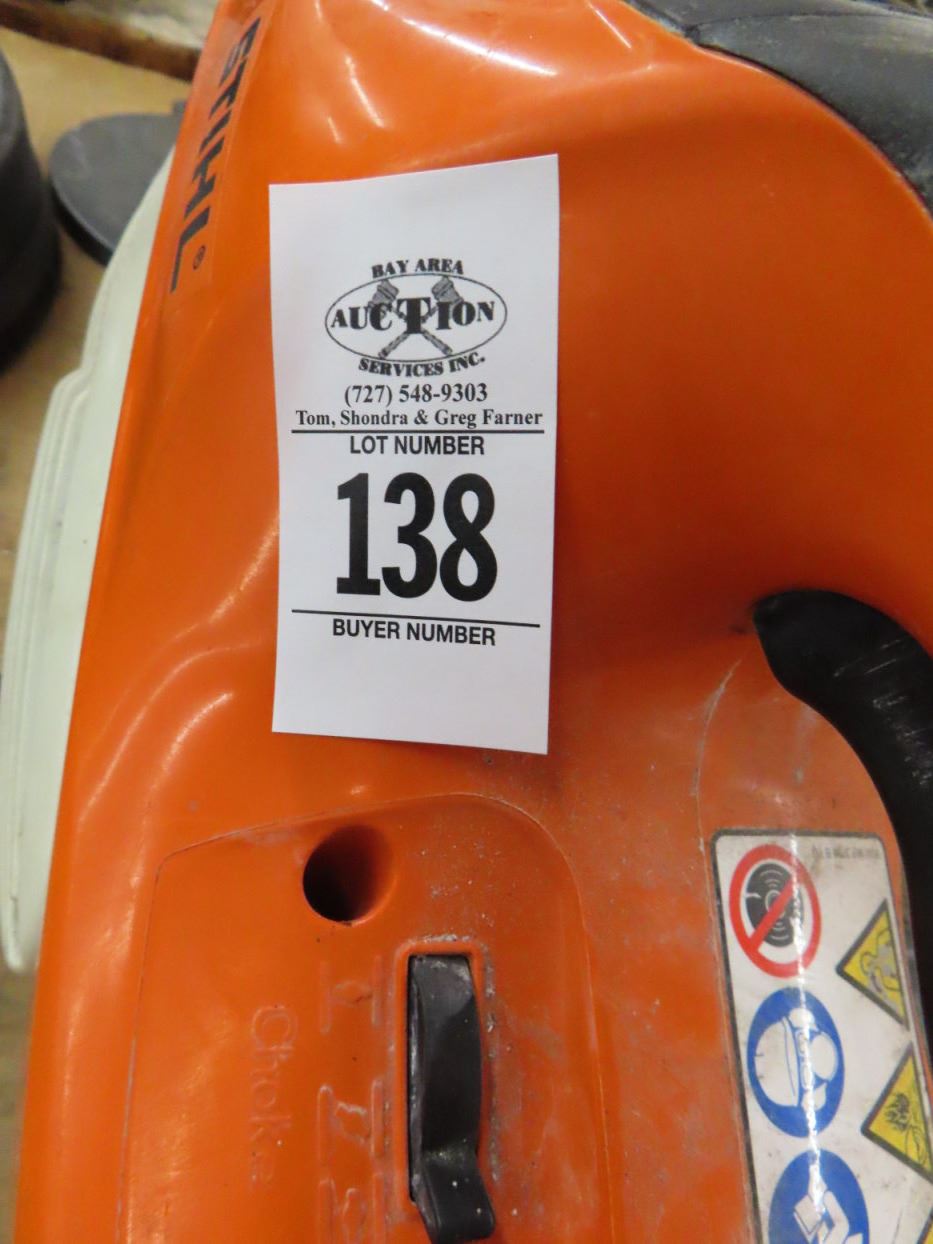 STIHL®
BAY AREA
AUCTION
SERVICES INC.
(727) 548-9303
Tom, Shondra & Greg Farner
LOT NUMBER
138
BUYER NUMBER
Choke